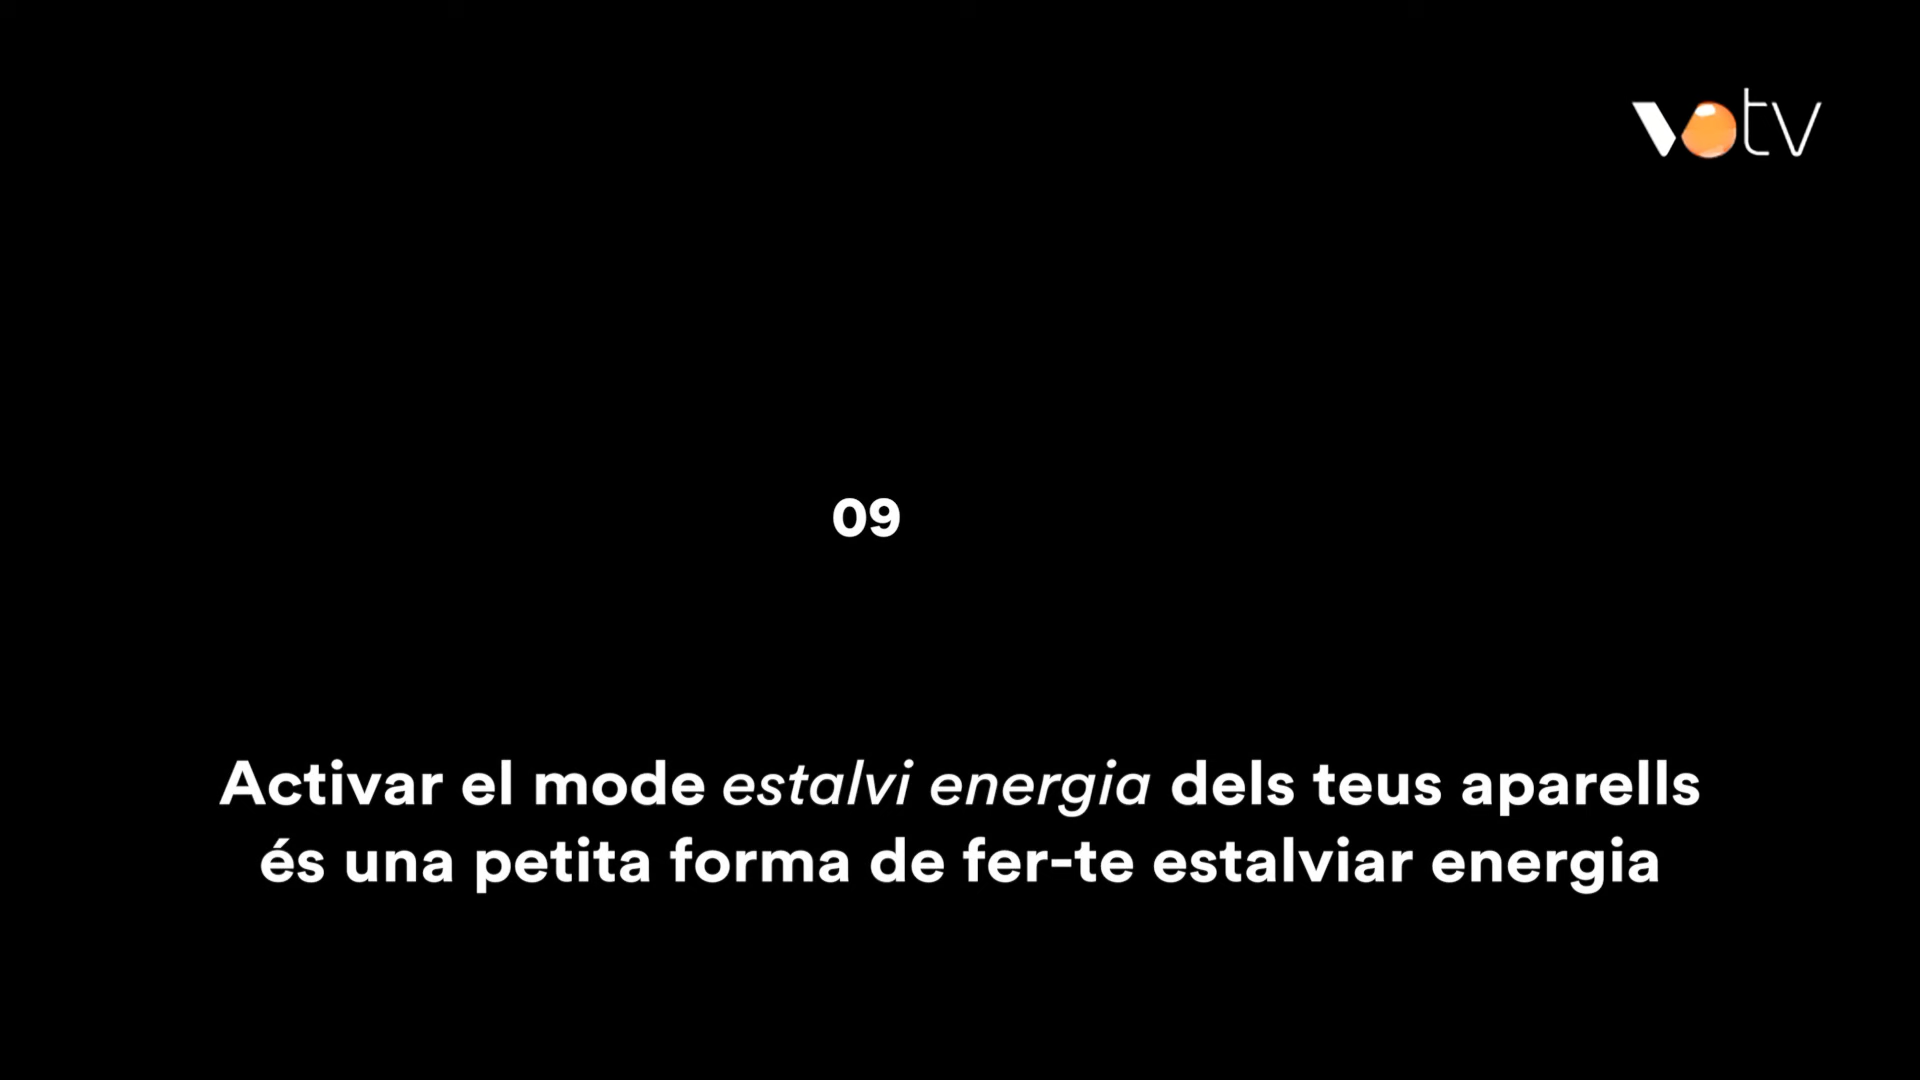 votv
09
Activar el mode estalvi energia dels teus aparells
és una petita forma de fer-te estalviar energia